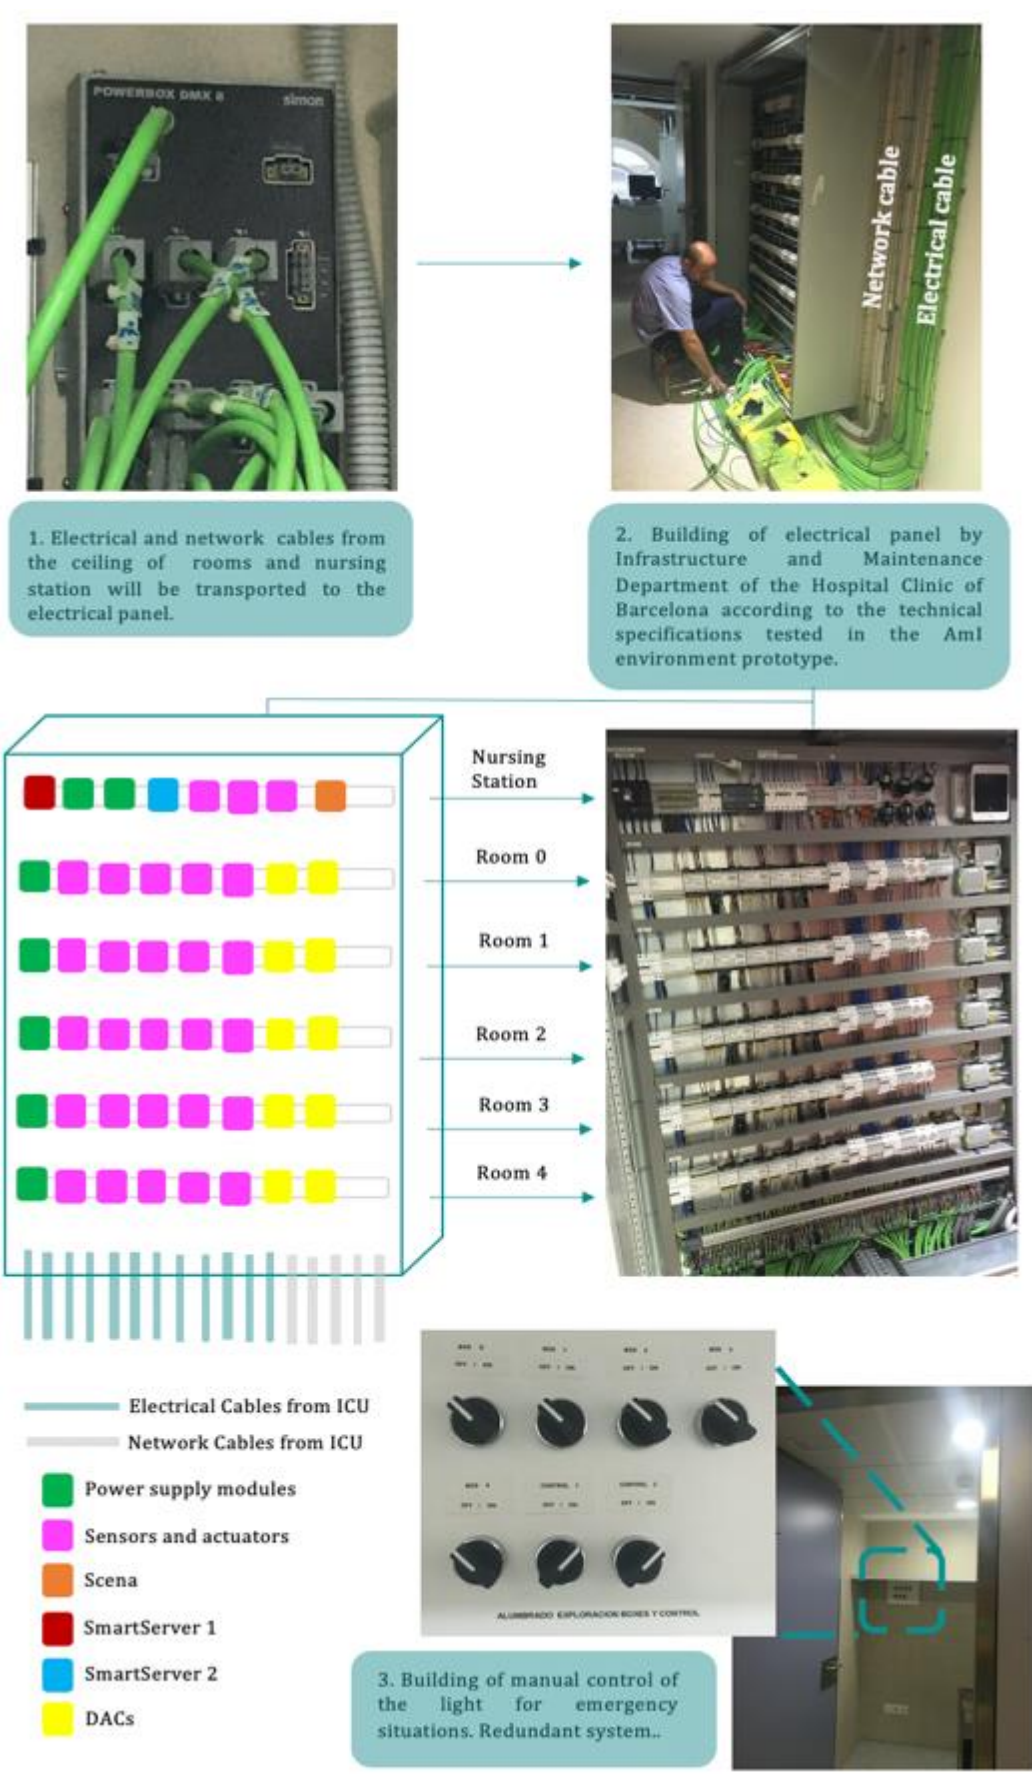 POWERBOX DMX 8
simon
Network cable
Electrical cable
1. Electrical and network cables from
the ceiling of rooms and nursing
station will be transported to the
electrical panel.
2. Building of electrical panel by
Infrastructure and Maintenance
Department of the Hospital Clinic of
Barcelona according to the technical
specifications tested in the AmI
environment prototype.
Nursing
Station
Room 0
Room 1
Room 2
Room 3
Room 4
Electrical Cables from ICU
Network Cables from ICU
Power supply modules
Sensors and actuators
Scena
SmartServer 1
SmartServer 2
DACs
ALUMBRADO EXPLORACION BOXES Y CONTROL
3. Building of manual control of
the light for emergency
situations. Redundant system..